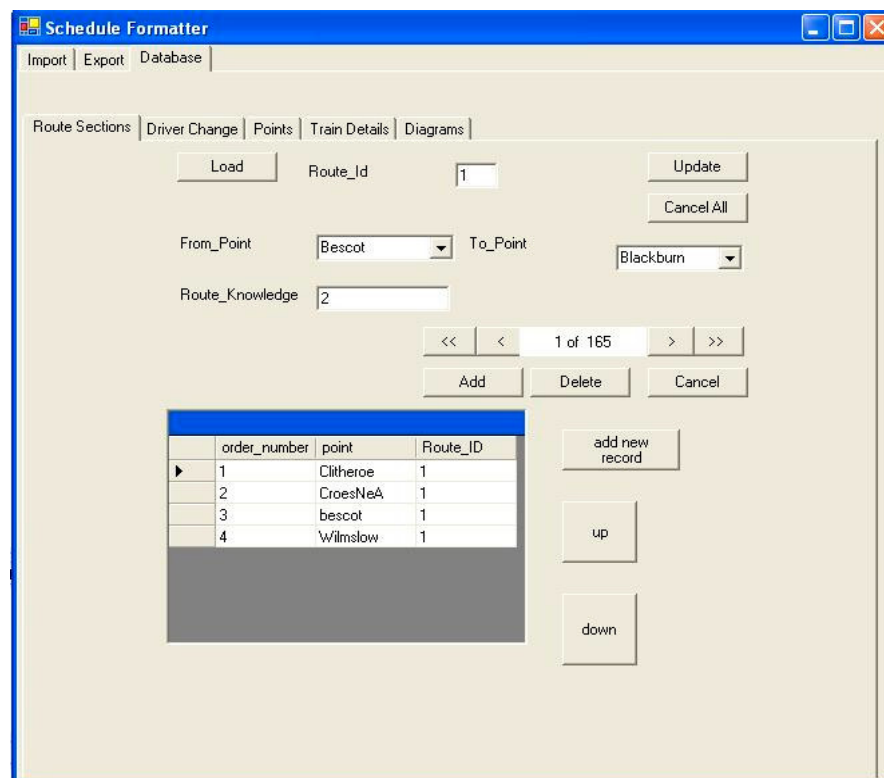 Schedule Formatter
Import Export Database
Route Sections Driver Change Points Train Details Diagrams
Load Route_Id 1 Update
Cancel All
From_Point Bescot To_Point Blackburn
Route_Knowledge 2
<< < 1 of 165 > >>
Add Delete Cancel
order_number point Route_ID
1 Clitheroe 1
2 CroesNeA 1
3 bescot 1
4 Wilmslow 1
add new
record
up
down